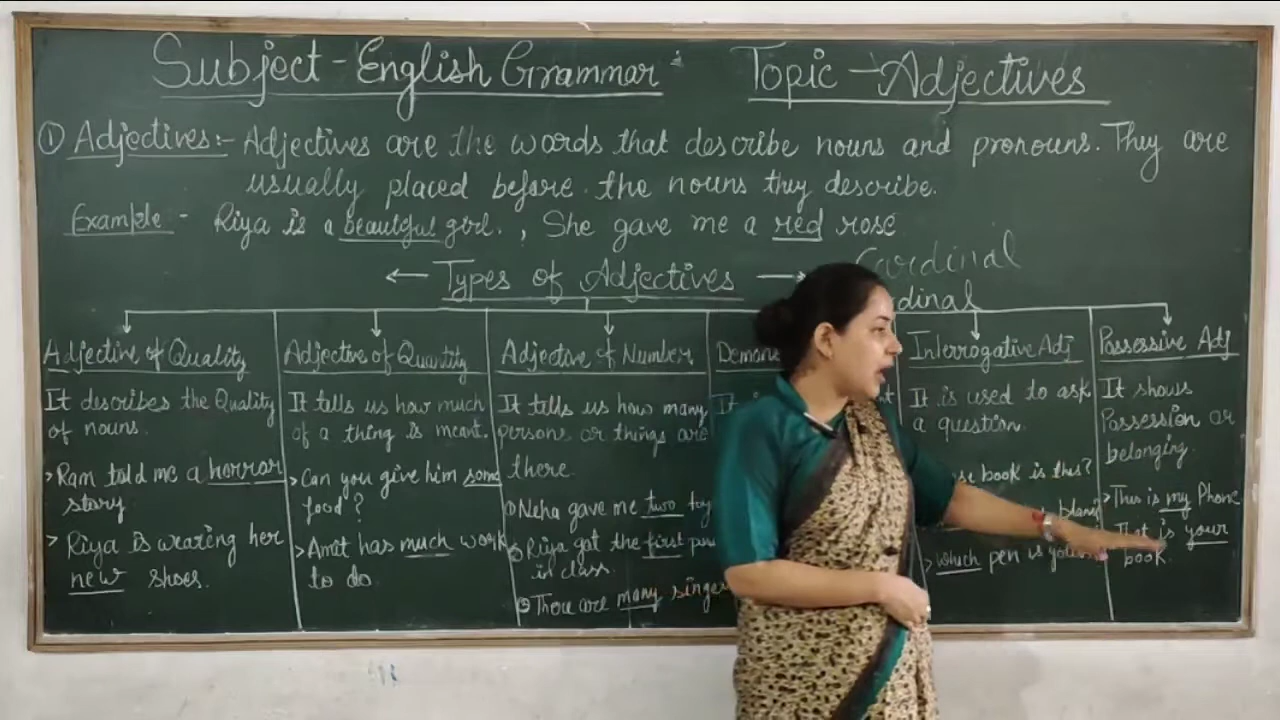 Subject - English Grammar Topic - Adjectives
① Adjectives:- Adjectives are the words that describe nouns and pronouns. They are
usually placed before the nouns they describe.
Example - Riya is a beautiful girl. , She gave me a red rose
Cardinal
dinal
← Types of Adjectives →
Adjective of Quality
It describes the Quality
of nouns.
> Ram told me a horror
story
> Riya is wearing her
new shoes.
Adjective of Quantity
It tells us how much
of a thing is meant.
> Can you give him some
food?
> Amit has much work
to do.
Adjective of Number
It tells us how many
persons or things are
there.
Neha gave me two
Riya got the first
in class.
There are many
Demons
It
Interrogative Adj
It is used to ask
a question.
book is this?
> which pen is
Possessive Adj
It shows
Possession or
belonging.
> This is my Phone
is your
book.